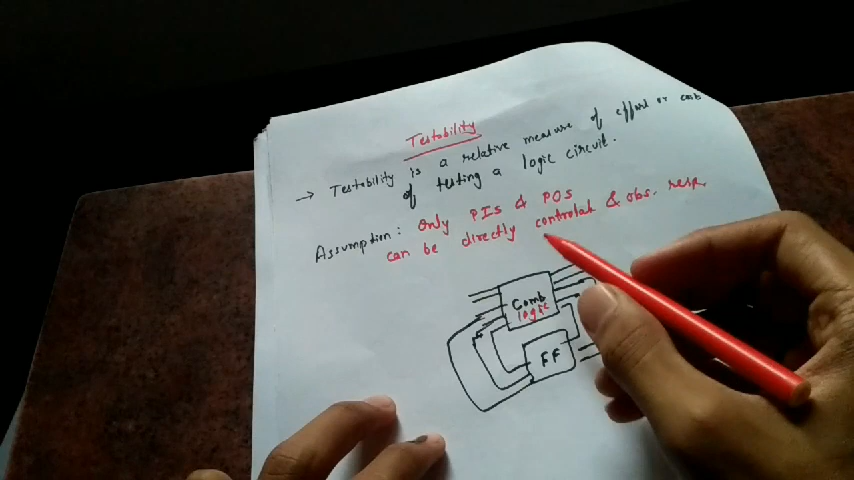 Testability
→ Testability is a relative measure of effort or cost
of testing a logic circuit.
Assumption: Only PIs & POs
can be directly controlab & obs. resp.
Comb
logic
FF